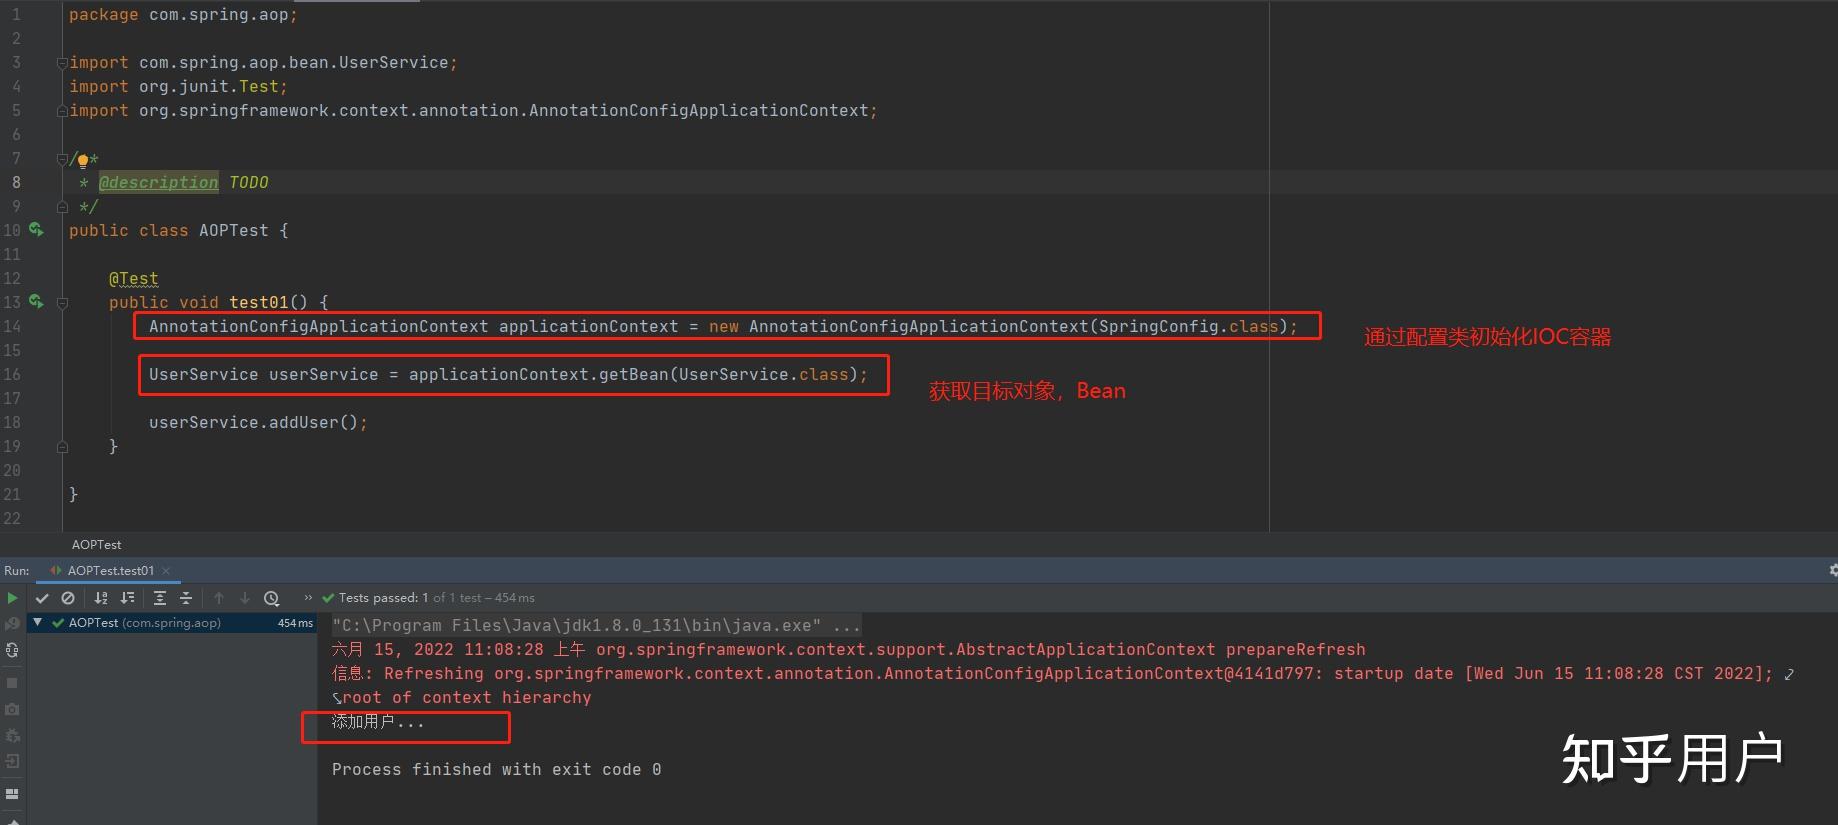 1 package com.spring.aop;
2
3 import com.spring.aop.bean.UserService;
4 import org.junit.Test;
5 import org.springframework.context.annotation.AnnotationConfigApplicationContext;
6
7 /**
8 * @description TODO
9 */
10 public class AOPTest {
11
12 @Test
13 public void test01() {
14 AnnotationConfigApplicationContext applicationContext = new AnnotationConfigApplicationContext(SpringConfig.class);
通过配置类初始化IOC容器
15
16 UserService userService = applicationContext.getBean(UserService.class);
获取目标对象，Bean
17
18 userService.addUser();
19 }
20
21 }
22
AOPTest
Run: AOPTest.test01
Tests passed: 1 of 1 test – 454 ms
AOPTest (com.spring.aop) 454 ms
"C:\Program Files\Java\jdk1.8.0_131\bin\java.exe" ...
六月 15, 2022 11:08:28 上午 org.springframework.context.support.AbstractApplicationContext prepareRefresh
信息: Refreshing org.springframework.context.annotation.AnnotationConfigApplicationContext@4141d797: startup date [Wed Jun 15 11:08:28 CST 2022];
root of context hierarchy
添加用户...
Process finished with exit code 0
知乎用户